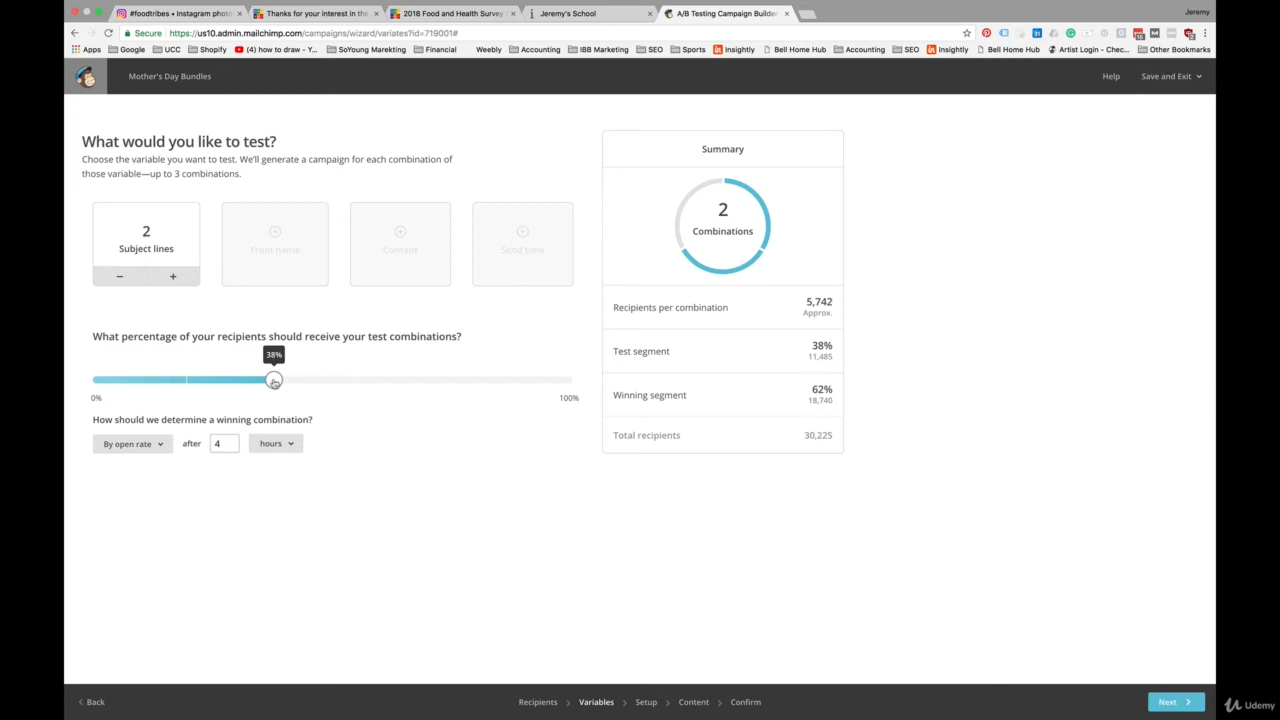 #foodtribes • Instagram photo
Thanks for your interest in the
2018 Food and Health Survey
Jeremy's School
A/B Testing Campaign Builder
Jeremy
Secure
https://us10.admin.mailchimp.com/campaigns/wizard/variates?id=719001#
Apps
Google
UCC
Shopify
(4) how to draw - Y...
SoYoung Marekting
Financial
Weebly
Accounting
IBB Marketing
SEO
Sports
Insightly
Bell Home Hub
Accounting
SEO
Insightly
Bell Home Hub
Artist Login - Chec...
Other Bookmarks
Mother's Day Bundles
Help
Save and Exit
What would you like to test?
Choose the variable you want to test. We'll generate a campaign for each combination of
those variable—up to 3 combinations.
2
Subject lines
− +
From name
Content
Send time
What percentage of your recipients should receive your test combinations?
38%
0%
100%
How should we determine a winning combination?
By open rate
after
4
hours
Summary
2
Combinations
Recipients per combination
5,742
Approx.
Test segment
38%
11,485
Winning segment
62%
18,740
Total recipients
30,225
Back
Recipients
Variables
Setup
Content
Confirm
Next
Udemy